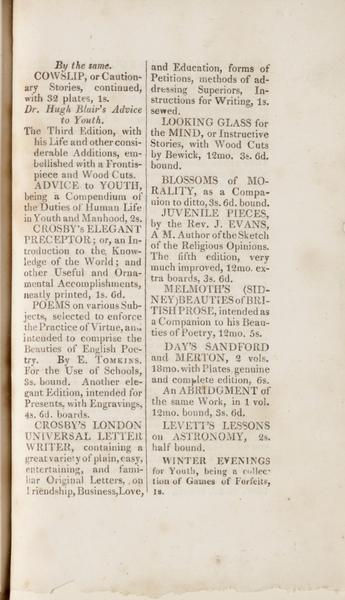 By the same.
COWSLIP, or Caution-
ary Stories, continued,
with 32 plates, 1s.
Dr. Hugh Blair's Advice
to Youth.
The Third Edition, with
his Life and other consi-
derable Additions, em-
bellished with a Frontis-
piece and Wood Cuts.
ADVICE to YOUTH,
being a Compendium of
the Duties of Human Life
in Youth and Manhood, 2s.
CROSBY'S ELEGANT
PRECEPTOR; or, an In-
troduction to the Know-
ledge of the World; and
other Useful and Orna-
mental Accomplishments,
neatly printed, 1s. 6d.
POEMS on various Sub-
jects, selected to enforce
the Practice of Virtue, and
intended to comprise the
Beauties of English Poe-
try. By E. TOMKINS.
For the Use of Schools,
3s. bound. Another ele-
gant Edition, intended for
Presents, with Engravings,
4s. 6d. boards.
CROSBY'S LONDON
UNIVERSAL LETTER
WRITER, containing a
great variety of plain, easy,
entertaining, and fami-
liar Original Letters, on
Friendship, Business, Love,
and Education, forms of
Petitions, methods of ad-
dressing Superiors, In-
structions for Writing, 1s.
sewed.
LOOKING GLASS for
the MIND, or Instructive
Stories, with Wood Cuts
by Bewick, 12mo. 3s. 6d.
bound.
BLOSSOMS of MO-
RALITY, as a Compa-
nion to ditto, 3s. 6d. bound.
JUVENILE PIECES,
by the Rev. J. EVANS,
A M. Author of the Sketch
of the Religious Opinions.
The fifth edition, very
much improved, 12mo. ex-
tra boards, 3s. 6d.
MELMOTH'S (SID-
NEY) BEAUTIES of BRI-
TISH PROSE, intended as
a Companion to his Beau-
ties of Poetry, 12mo. 5s.
DAY'S SANDFORD
and MERTON, 2 vols.
18mo. with Plates, genuine
and complete edition, 6s.
An ABRIDGMENT of
the same Work, in 1 vol.
12mo. bound, 3s. 6d.
LEVETT'S LESSONS
on ASTRONOMY, 2s.
half bound.
WINTER EVENINGS
for Youth, being a collec-
tion of Games of Forfeits,
1s.